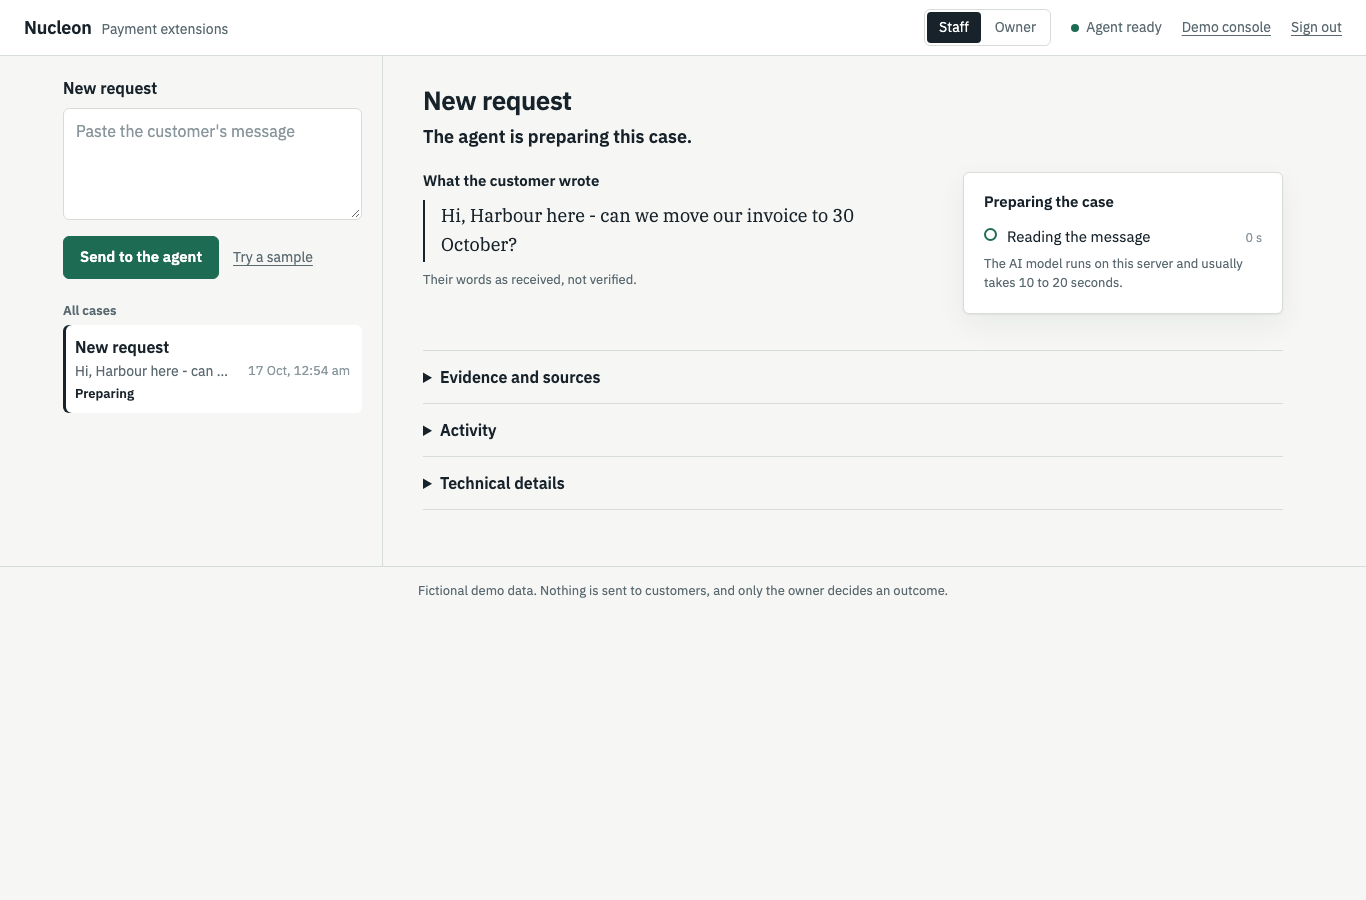 Nucleon Payment extensions
Staff Owner Agent ready Demo console Sign out
New request
Paste the customer's message
Send to the agent Try a sample
All cases
New request
Hi, Harbour here - can ... 17 Oct, 12:54 am
Preparing
New request
The agent is preparing this case.
What the customer wrote
Hi, Harbour here - can we move our invoice to 30
October?
Their words as received, not verified.
Preparing the case
Reading the message 0 s
The AI model runs on this server and usually
takes 10 to 20 seconds.
Evidence and sources
Activity
Technical details
Fictional demo data. Nothing is sent to customers, and only the owner decides an outcome.